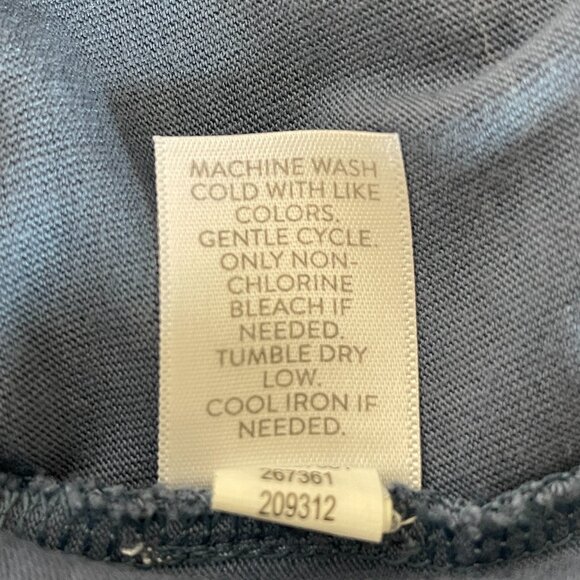 MACHINE WASH
COLD WITH LIKE
COLORS.
GENTLE CYCLE.
ONLY NON-
CHLORINE
BLEACH IF
NEEDED.
TUMBLE DRY
LOW.
COOL IRON IF
NEEDED.
267361
209312